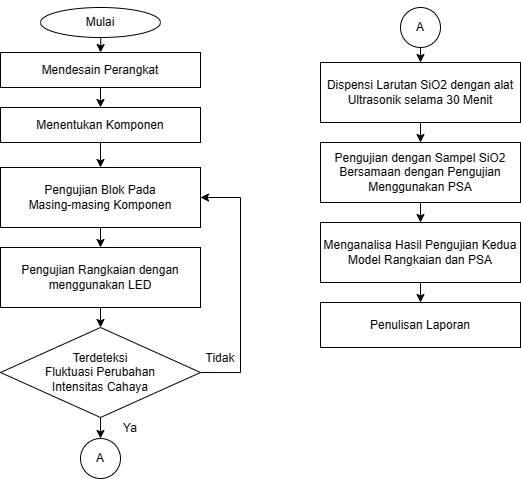 Mulai
Mendesain Perangkat
Menentukan Komponen
Pengujian Blok Pada
Masing-masing Komponen
Pengujian Rangkaian dengan
menggunakan LED
Terdeteksi
Fluktuasi Perubahan
Intensitas Cahaya
Tidak
Ya
A
A
Dispensi Larutan SiO2 dengan alat
Ultrasonik selama 30 Menit
Pengujian dengan Sampel SiO2
Bersamaan dengan Pengujian
Menggunakan PSA
Menganalisa Hasil Pengujian Kedua
Model Rangkaian dan PSA
Penulisan Laporan